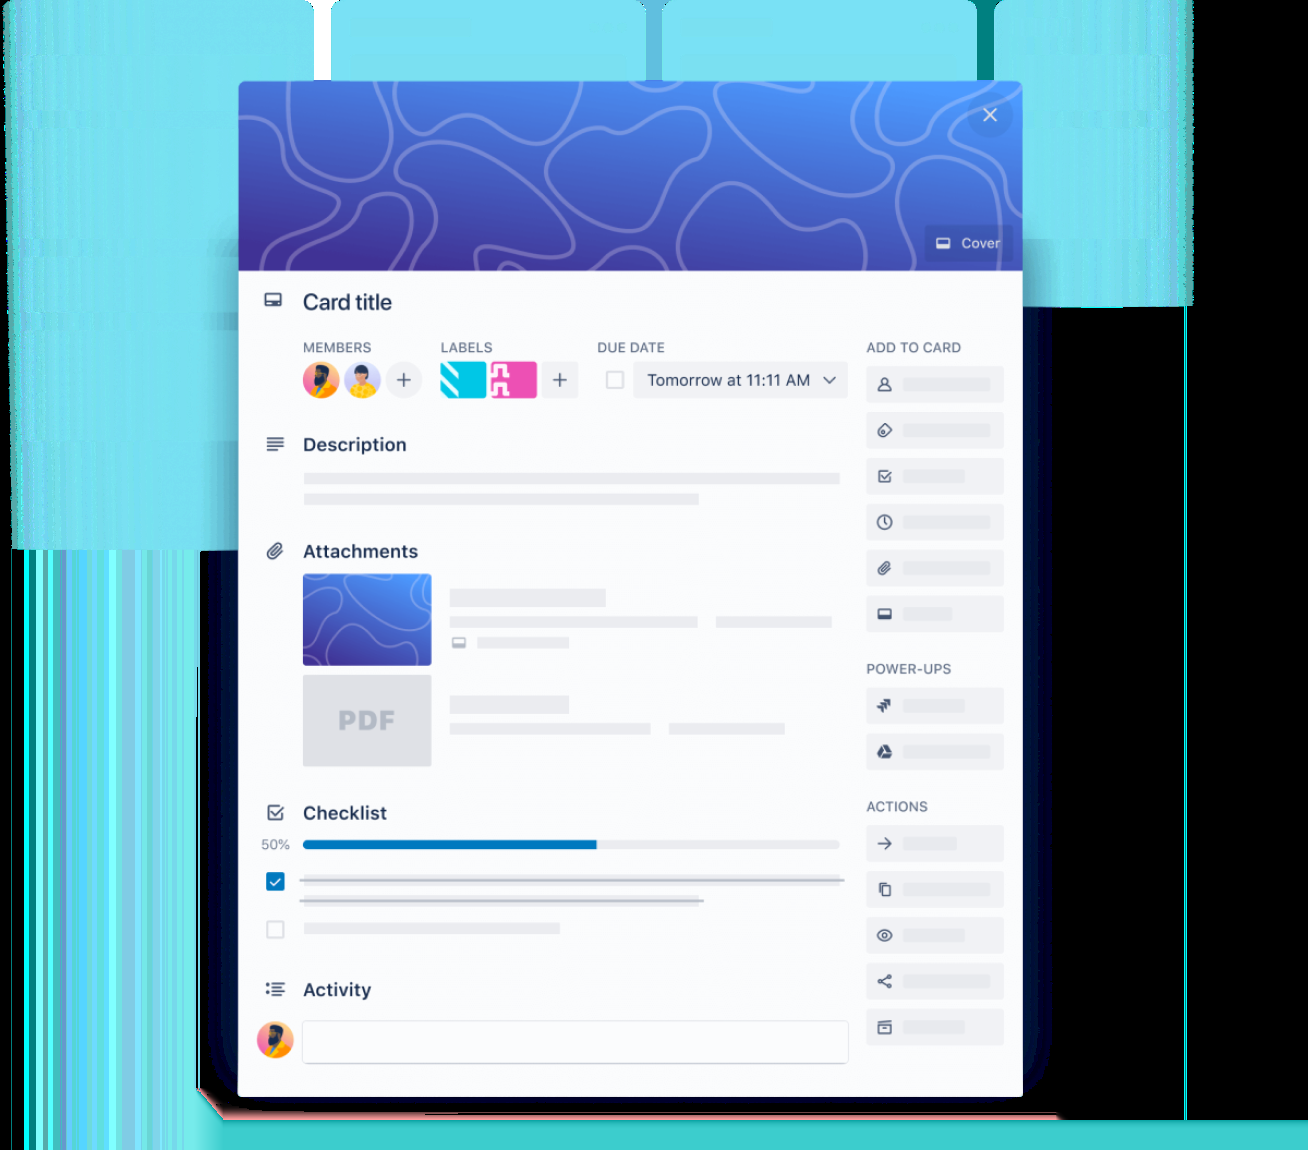 Cover
Card title
MEMBERS
LABELS
DUE DATE
Tomorrow at 11:11 AM
Description
Attachments
PDF
Checklist
50%
Activity
ADD TO CARD
POWER-UPS
ACTIONS